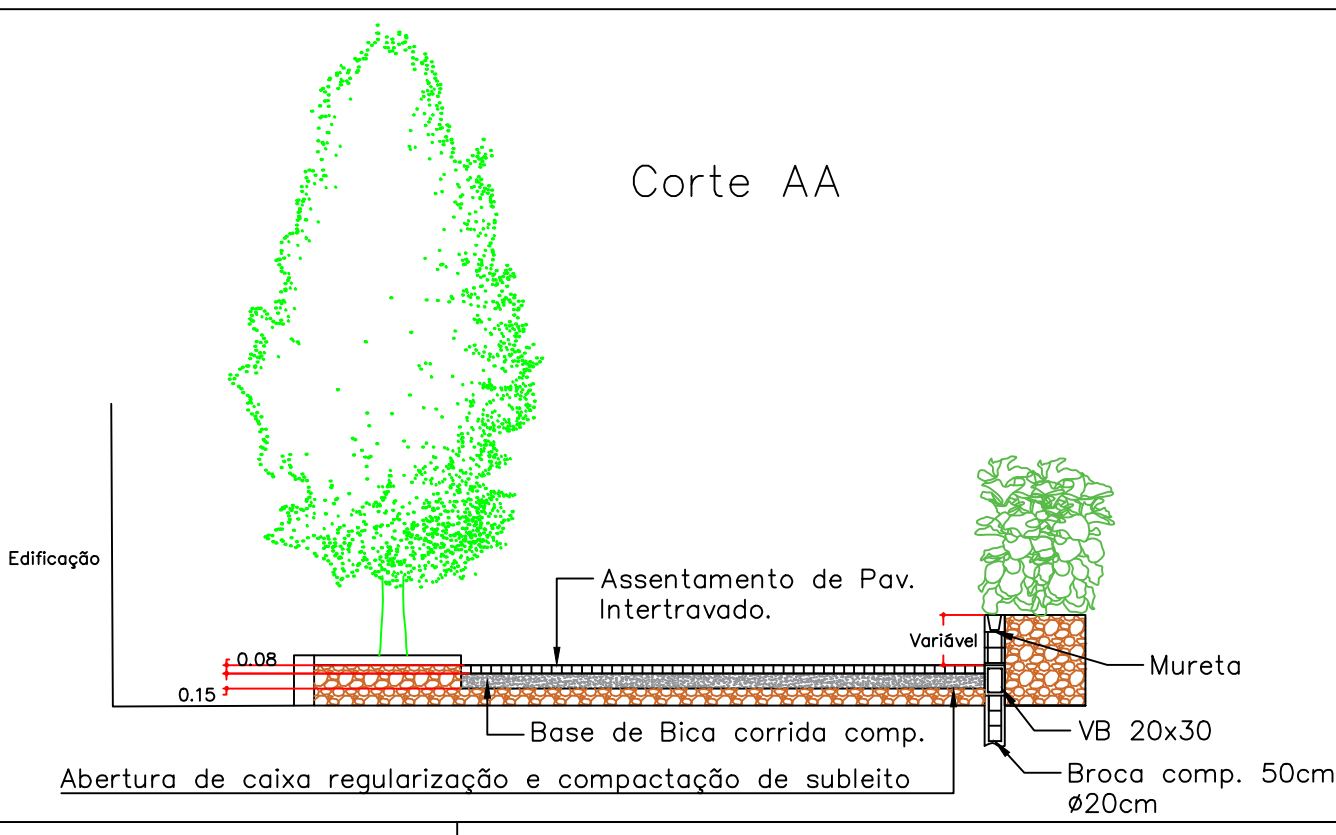 Corte AA
Edificação
Assentamento de Pav.
Intertravado.
Variável
0.08
Mureta
0.15
Base de Bica corrida comp.
VB 20x30
Abertura de caixa regularização e compactação de subleito
Broca comp. 50cm
Ø20cm